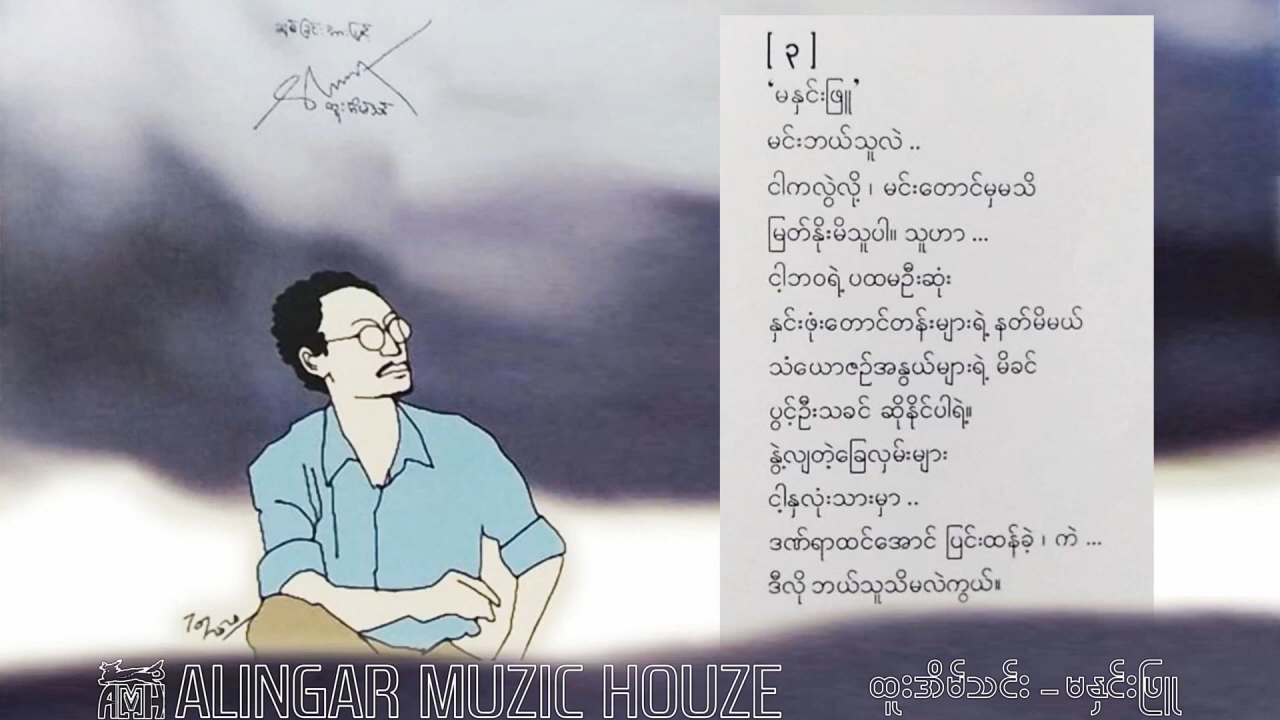 ထူးအိမ်သင်
[ ၃ ]
‘မနှင်းဖြူ’
မင်းဘယ်သူလဲ ..
ငါကလွဲလို့ ၊ မင်းတောင်မှမသိ
မြတ်နိုးမိသူပါ။ သူဟာ ...
ငါ့ဘဝရဲ့ ပထမဦးဆုံး
နှင်းဖုံးတောင်တန်းများရဲ့ နတ်မိမယ်
သံယောဇဉ်အနွယ်များရဲ့ မိခင်
ပွင့်ဦးသခင် ဆိုနိုင်ပါရဲ့။
နွဲ့လျတဲ့ခြေလှမ်းများ
ငါ့နှလုံးသားမှာ ..
ဒဏ်ရာထင်အောင် ပြင်းထန်ခဲ့ ၊ ကဲ ...
ဒီလို ဘယ်သူသိမလဲကွယ်။
AMH ALINGAR MUZIC HOUZE
ထူးအိမ်သင်း – မနှင်းဖြူ